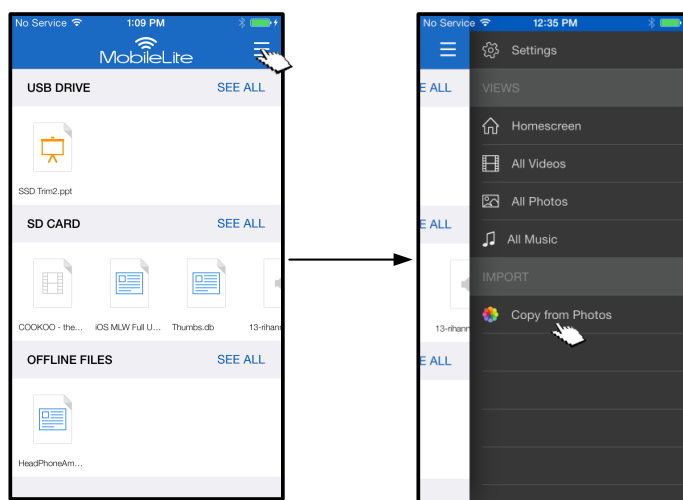 No Service 1:09 PM
MobileLite
USB DRIVE SEE ALL
SSD Trim2.ppt
SD CARD SEE ALL
COOKOO - the... iOS MLW Full U... Thumbs.db 13-rihann
OFFLINE FILES SEE ALL
HeadPhoneAm...
No Service 12:35 PM
Settings
E ALL VIEWS
Homescreen
All Videos
All Photos
E ALL
All Music
IMPORT
Copy from Photos
13-rihann
E ALL